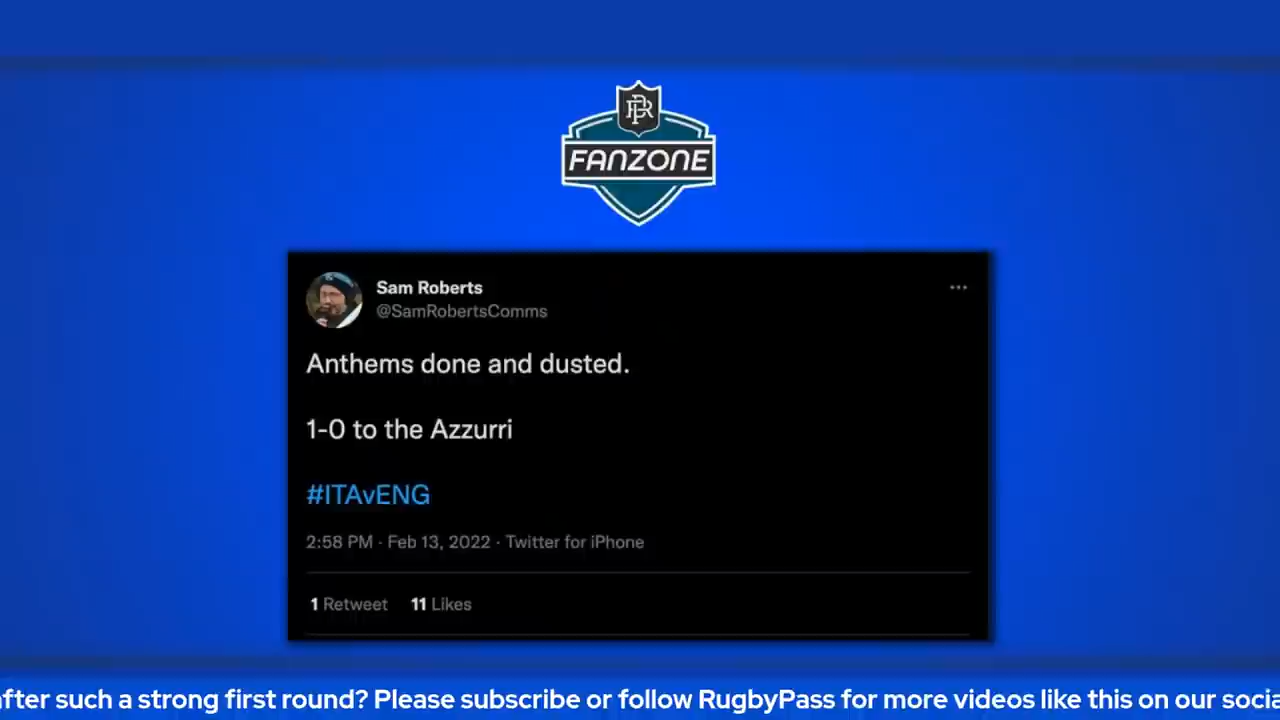 PR
FANZONE
Sam Roberts
@SamRobertsComms
Anthems done and dusted.
1-0 to the Azzurri
#ITAvENG
2:58 PM · Feb 13, 2022 · Twitter for iPhone
1 Retweet 11 Likes
after such a strong first round? Please subscribe or follow RugbyPass for more videos like this on our socia